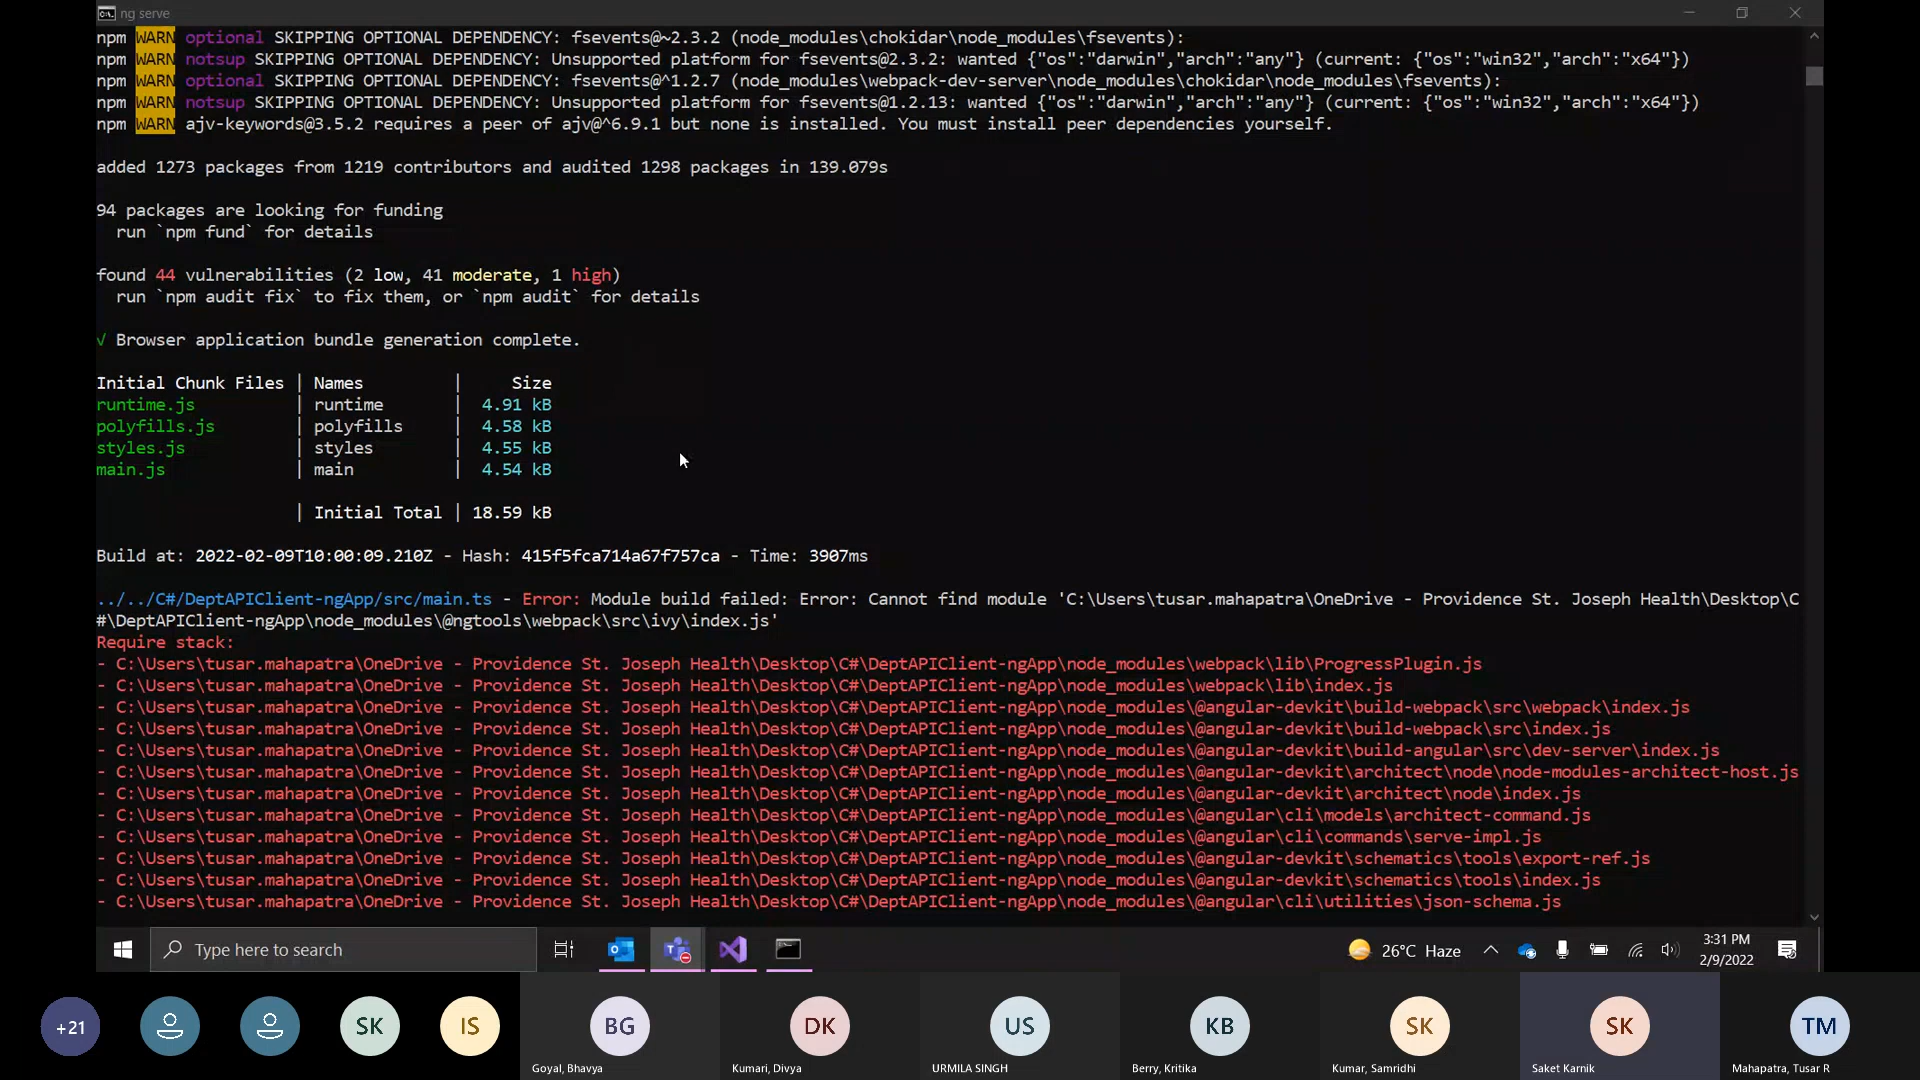 ng serve
npm WARN optional SKIPPING OPTIONAL DEPENDENCY: fsevents@~2.3.2 (node_modules\chokidar\node_modules\fsevents):
npm WARN notsup SKIPPING OPTIONAL DEPENDENCY: Unsupported platform for fsevents@2.3.2: wanted {"os":"darwin","arch":"any"} (current: {"os":"win32","arch":"x64"})
npm WARN optional SKIPPING OPTIONAL DEPENDENCY: fsevents@^1.2.7 (node_modules\webpack-dev-server\node_modules\chokidar\node_modules\fsevents):
npm WARN notsup SKIPPING OPTIONAL DEPENDENCY: Unsupported platform for fsevents@1.2.13: wanted {"os":"darwin","arch":"any"} (current: {"os":"win32","arch":"x64"})
npm WARN ajv-keywords@3.5.2 requires a peer of ajv@^6.9.1 but none is installed. You must install peer dependencies yourself.
added 1273 packages from 1219 contributors and audited 1298 packages in 139.079s
94 packages are looking for funding
run `npm fund` for details
found 44 vulnerabilities (2 low, 41 moderate, 1 high)
run `npm audit fix` to fix them, or `npm audit` for details
√ Browser application bundle generation complete.
Initial Chunk Files | Names | Size
runtime.js | runtime | 4.91 kB
polyfills.js | polyfills | 4.58 kB
styles.js | styles | 4.55 kB
main.js | main | 4.54 kB
| Initial Total | 18.59 kB
Build at: 2022-02-09T10:00:09.210Z - Hash: 415f5fca714a67f757ca - Time: 3907ms
../../C#/DeptAPIClient-ngApp/src/main.ts - Error: Module build failed: Error: Cannot find module 'C:\Users\tusar.mahapatra\OneDrive - Providence St. Joseph Health\Desktop\C
#\DeptAPIClient-ngApp\node_modules\@ngtools\webpack\src\ivy\index.js'
Require stack:
- C:\Users\tusar.mahapatra\OneDrive - Providence St. Joseph Health\Desktop\C#\DeptAPIClient-ngApp\node_modules\webpack\lib\ProgressPlugin.js
- C:\Users\tusar.mahapatra\OneDrive - Providence St. Joseph Health\Desktop\C#\DeptAPIClient-ngApp\node_modules\webpack\lib\index.js
- C:\Users\tusar.mahapatra\OneDrive - Providence St. Joseph Health\Desktop\C#\DeptAPIClient-ngApp\node_modules\@angular-devkit\build-webpack\src\webpack\index.js
- C:\Users\tusar.mahapatra\OneDrive - Providence St. Joseph Health\Desktop\C#\DeptAPIClient-ngApp\node_modules\@angular-devkit\build-webpack\src\index.js
- C:\Users\tusar.mahapatra\OneDrive - Providence St. Joseph Health\Desktop\C#\DeptAPIClient-ngApp\node_modules\@angular-devkit\build-angular\src\dev-server\index.js
- C:\Users\tusar.mahapatra\OneDrive - Providence St. Joseph Health\Desktop\C#\DeptAPIClient-ngApp\node_modules\@angular-devkit\architect\node\node-modules-architect-host.js
- C:\Users\tusar.mahapatra\OneDrive - Providence St. Joseph Health\Desktop\C#\DeptAPIClient-ngApp\node_modules\@angular-devkit\architect\node\index.js
- C:\Users\tusar.mahapatra\OneDrive - Providence St. Joseph Health\Desktop\C#\DeptAPIClient-ngApp\node_modules\@angular\cli\models\architect-command.js
- C:\Users\tusar.mahapatra\OneDrive - Providence St. Joseph Health\Desktop\C#\DeptAPIClient-ngApp\node_modules\@angular\cli\commands\serve-impl.js
- C:\Users\tusar.mahapatra\OneDrive - Providence St. Joseph Health\Desktop\C#\DeptAPIClient-ngApp\node_modules\@angular-devkit\schematics\tools\export-ref.js
- C:\Users\tusar.mahapatra\OneDrive - Providence St. Joseph Health\Desktop\C#\DeptAPIClient-ngApp\node_modules\@angular-devkit\schematics\tools\index.js
- C:\Users\tusar.mahapatra\OneDrive - Providence St. Joseph Health\Desktop\C#\DeptAPIClient-ngApp\node_modules\@angular\cli\utilities\json-schema.js
Type here to search
26°C Haze
3:31 PM
2/9/2022
+21
SK
IS
BG
DK
US
KB
SK
SK
TM
Goyal, Bhavya
Kumari, Divya
URMILA SINGH
Berry, Kritika
Kumar, Samridhi
Saket Karnik
Mahapatra, Tusar R